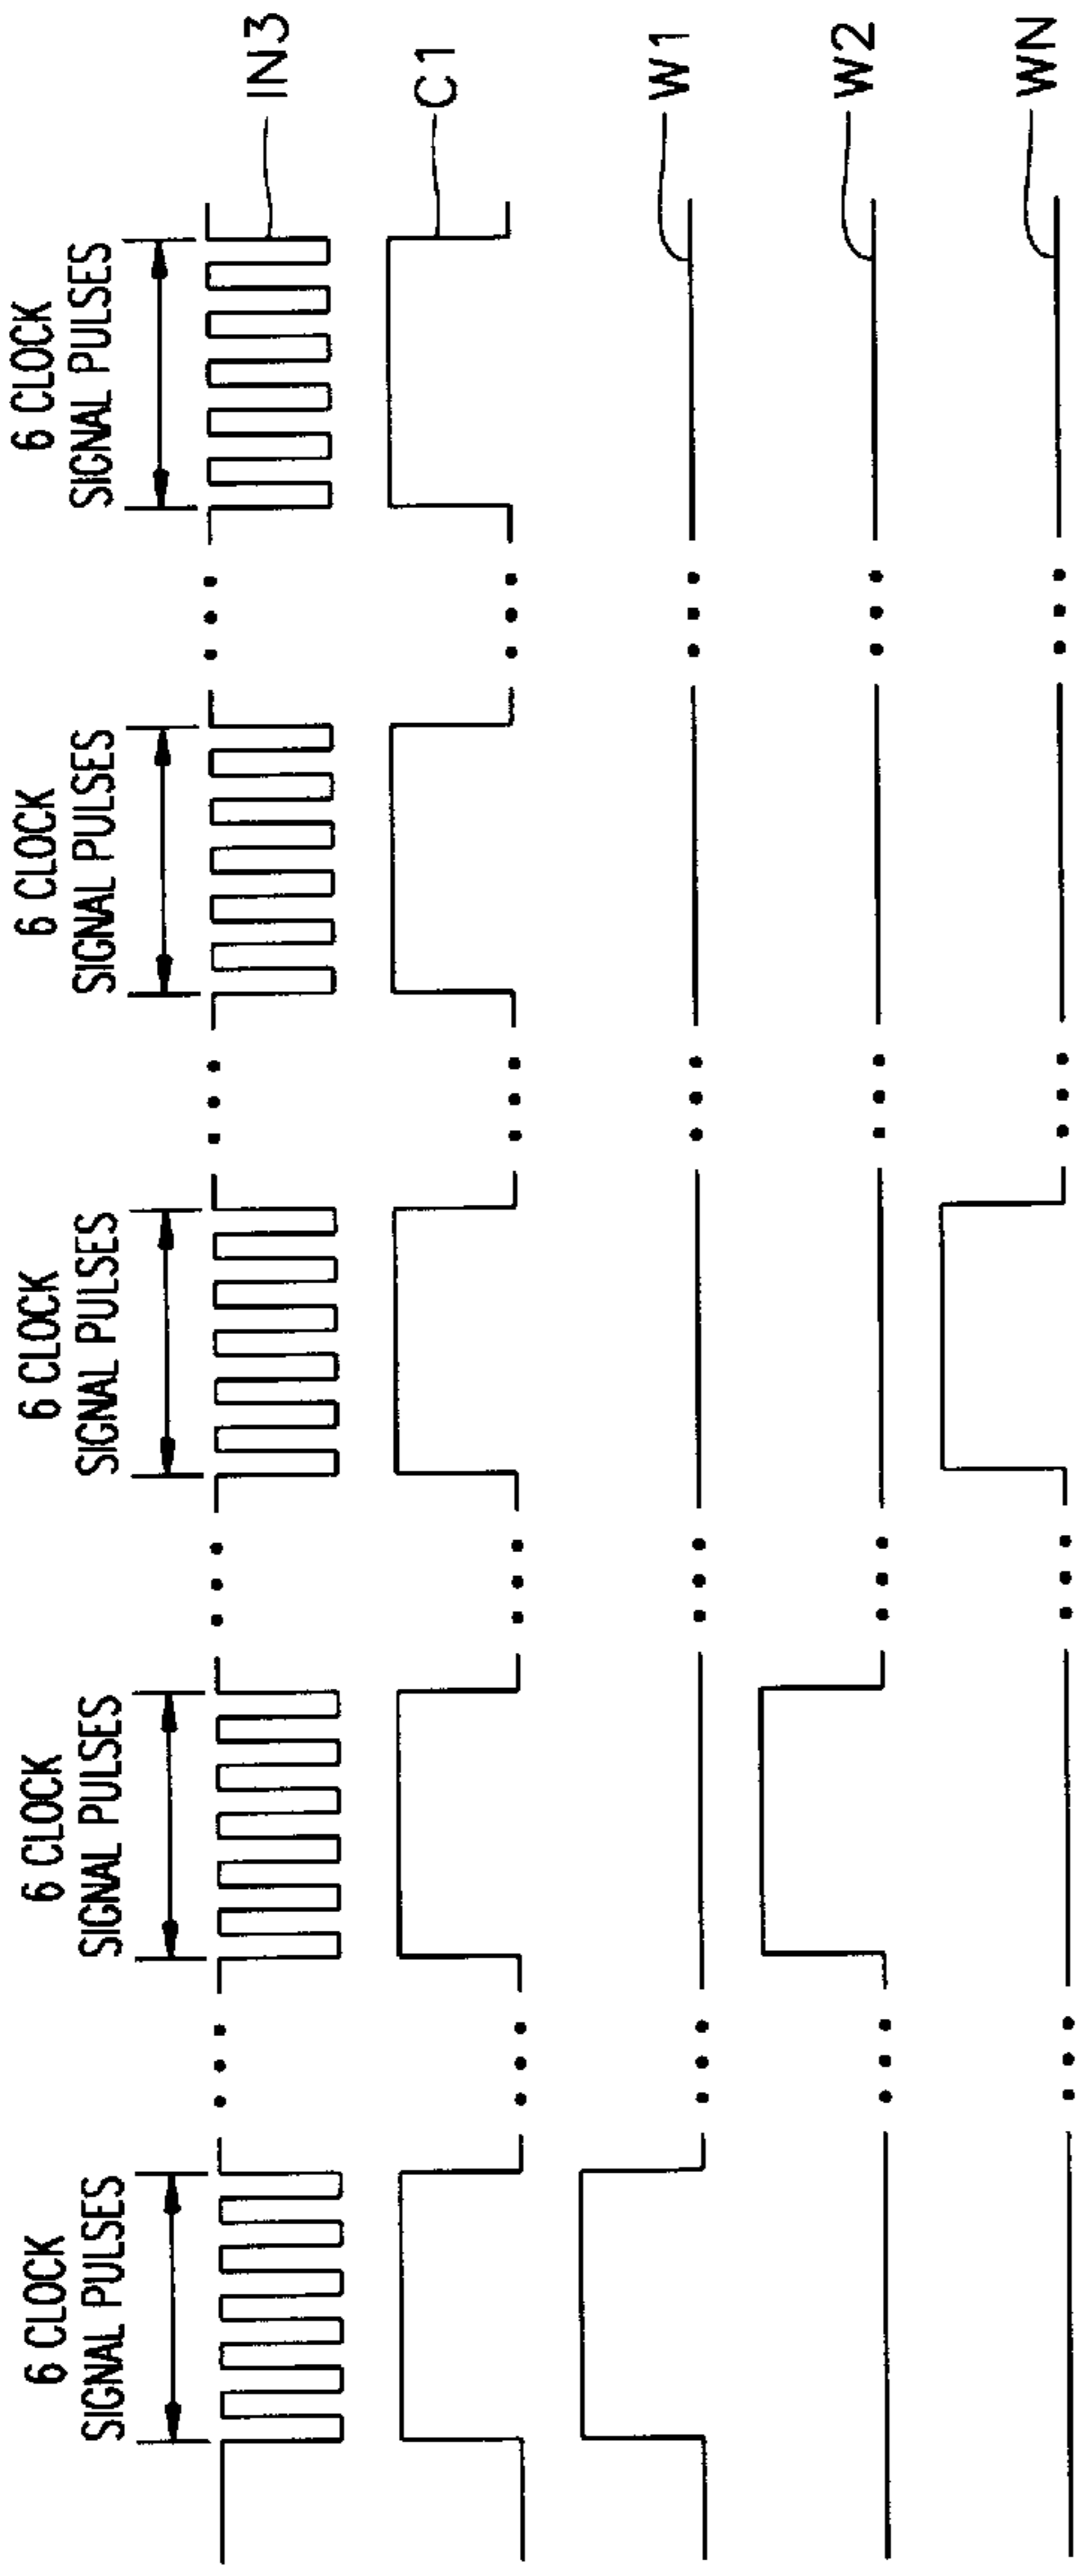 6 CLOCK
SIGNAL PULSES
6 CLOCK
SIGNAL PULSES
6 CLOCK
SIGNAL PULSES
6 CLOCK
SIGNAL PULSES
6 CLOCK
SIGNAL PULSES
IN3
C1
W1
W2
WN